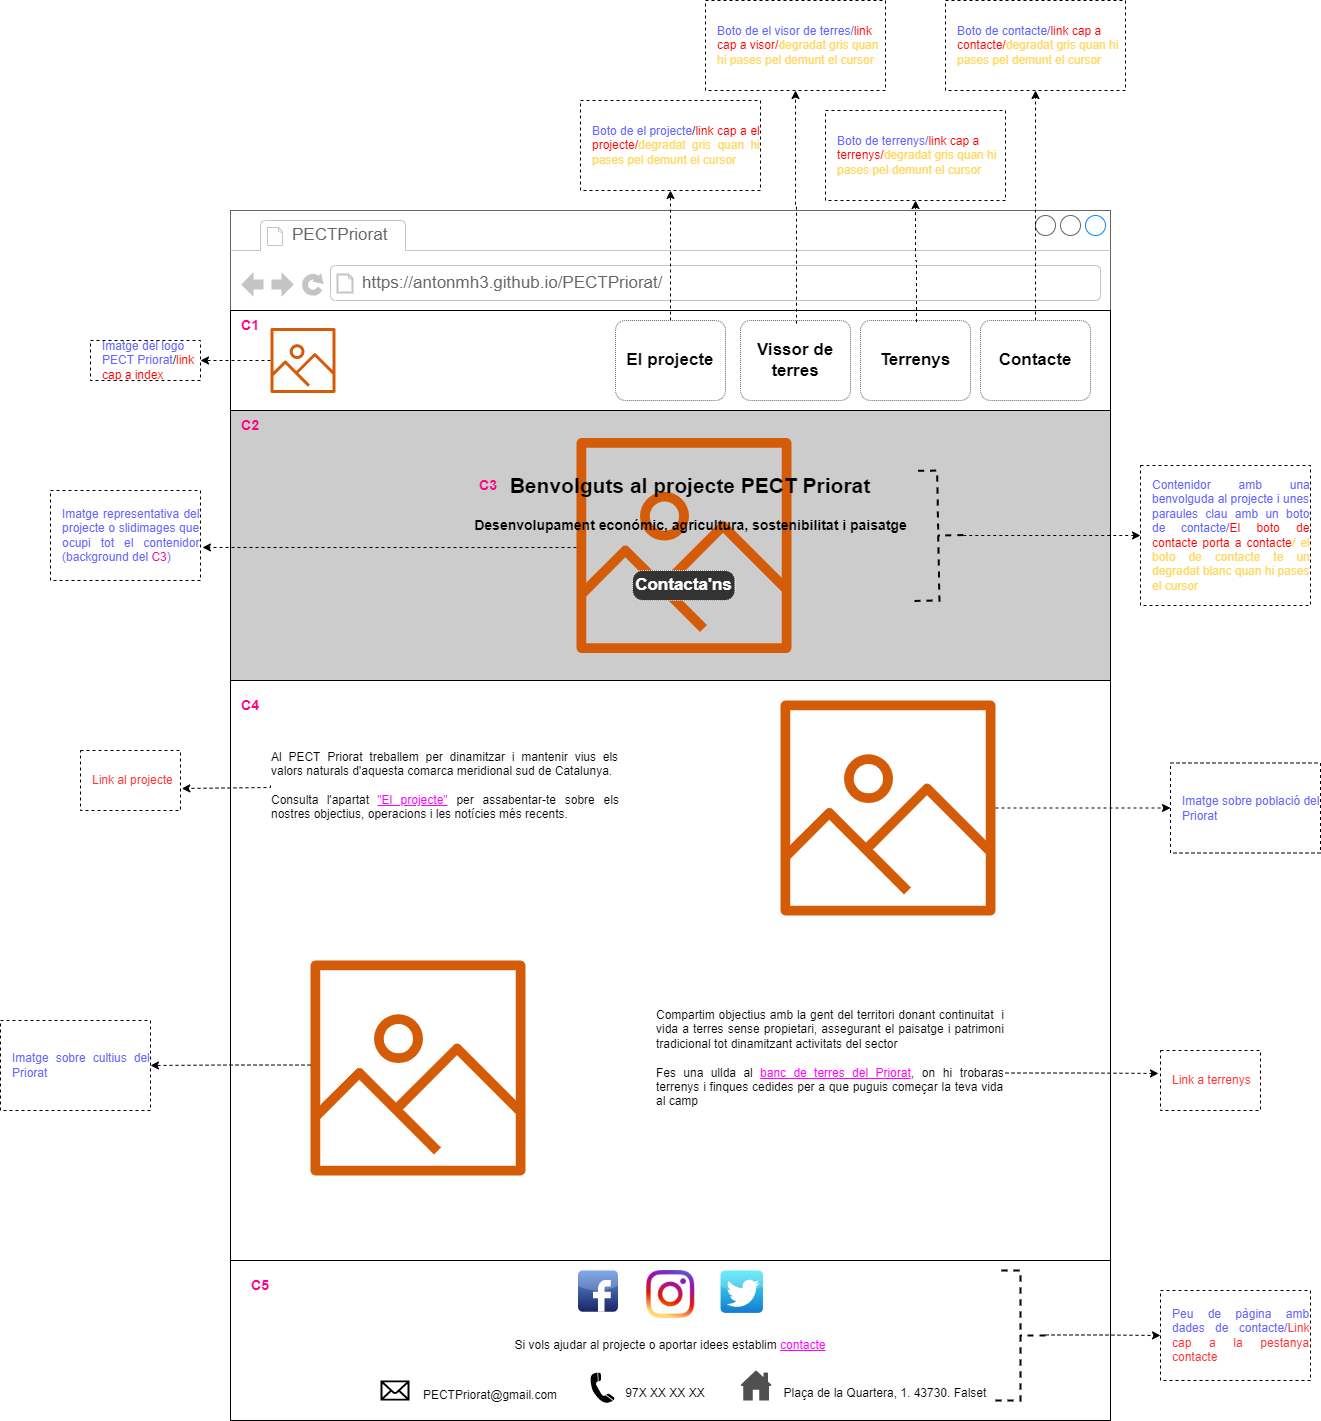 Boto de el visor de terres/link
cap a visor/degradat gris quan
hi pases pel demunt el cursor
Boto de contacte/link cap a
contacte/degradat gris quan hi
pases pel demunt el cursor
Boto de el projecte/link cap a el
projecte/degradat gris quan hi
pases pel demunt el cursor
Boto de terrenys/link cap a
terrenys/degradat gris quan hi
pases pel demunt el cursor
PECTPriorat
https://antonmh3.github.io/PECTPriorat/
C1
Imatge del logo
PECT Priorat/link
cap a index
El projecte
Vissor de
terres
Terrenys
Contacte
C2
C3
Benvolguts al projecte PECT Priorat
Desenvolupament económic, agricultura, sostenibilitat i paisatge
Contacta'ns
Imatge representativa del
projecte o slidimages que
ocupi tot el contenidor
(background del C3)
Contenidor amb una
benvolguda al projecte i unes
paraules clau amb un boto
de contacte/El boto de
contacte porta a contacte/ el
boto de contacte te un
degradat blanc quan hi pases
el cursor
C4
Al PECT Priorat treballem per dinamitzar i mantenir vius els
valors naturals d'aquesta comarca meridional sud de Catalunya.
Consulta l'apartat "El projecte" per assabentar-te sobre els
nostres objectius, operacions i les notícies més recents.
Link al projecte
Imatge sobre població del
Priorat
Imatge sobre cultius del
Priorat
Compartim objectius amb la gent del territori donant continuitat i
vida a terres sense propietari, assegurant el paisatge i patrimoni
tradicional tot dinamitzant activitats del sector
Fes una ullda al banc de terres del Priorat, on hi trobaras
terrenys i finques cedides per a que puguis començar la teva vida
al camp
Link a terrenys
C5
Si vols ajudar al projecte o aportar idees establim contacte
PECTPriorat@gmail.com
97X XX XX XX
Plaça de la Quartera, 1. 43730. Falset
Peu de pàgina amb
dades de contacte/Link
cap a la pestanya
contacte